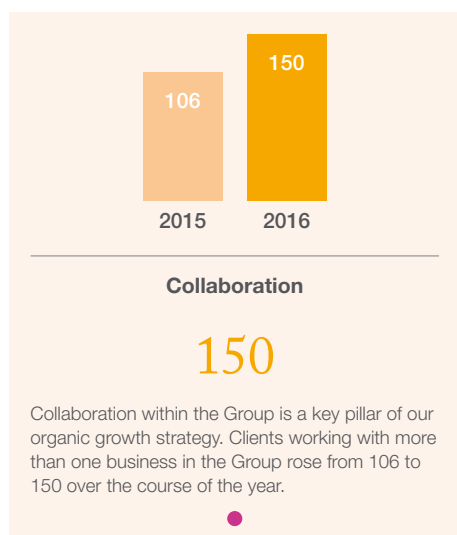 106
150
2015
2016
Collaboration
150
Collaboration within the Group is a key pillar of our
organic growth strategy. Clients working with more
than one business in the Group rose from 106 to
150 over the course of the year.